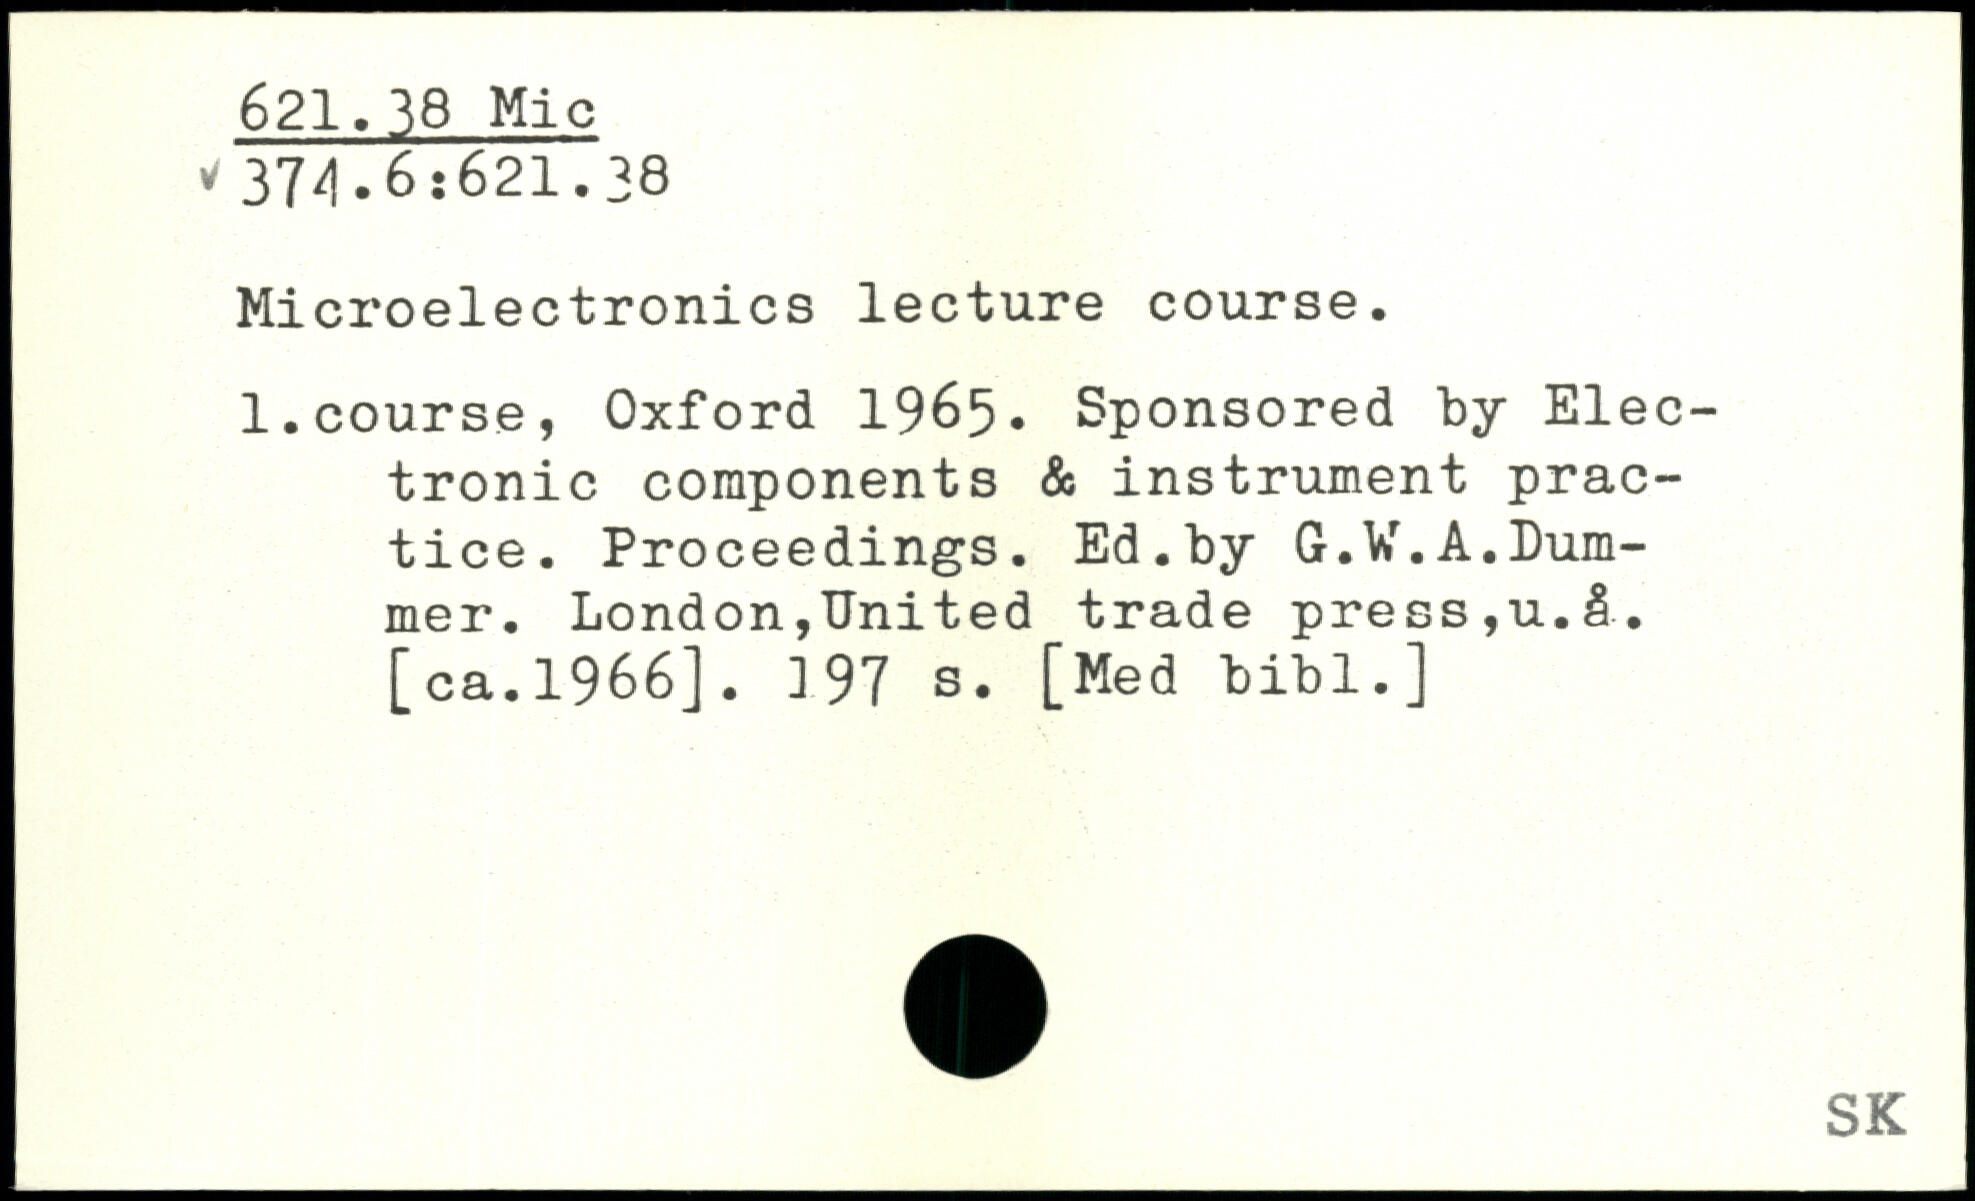 621.38 Mic
374.6:621.38
Microelectronics lecture course.
1.course, Oxford 1965. Sponsored by Elec-
tronic components & instrument prac-
tice. Proceedings. Ed.by G.W.A.Dum-
mer. London,United trade press,u.å.
[ca.1966]. 197 s. [Med bibl.]
SK